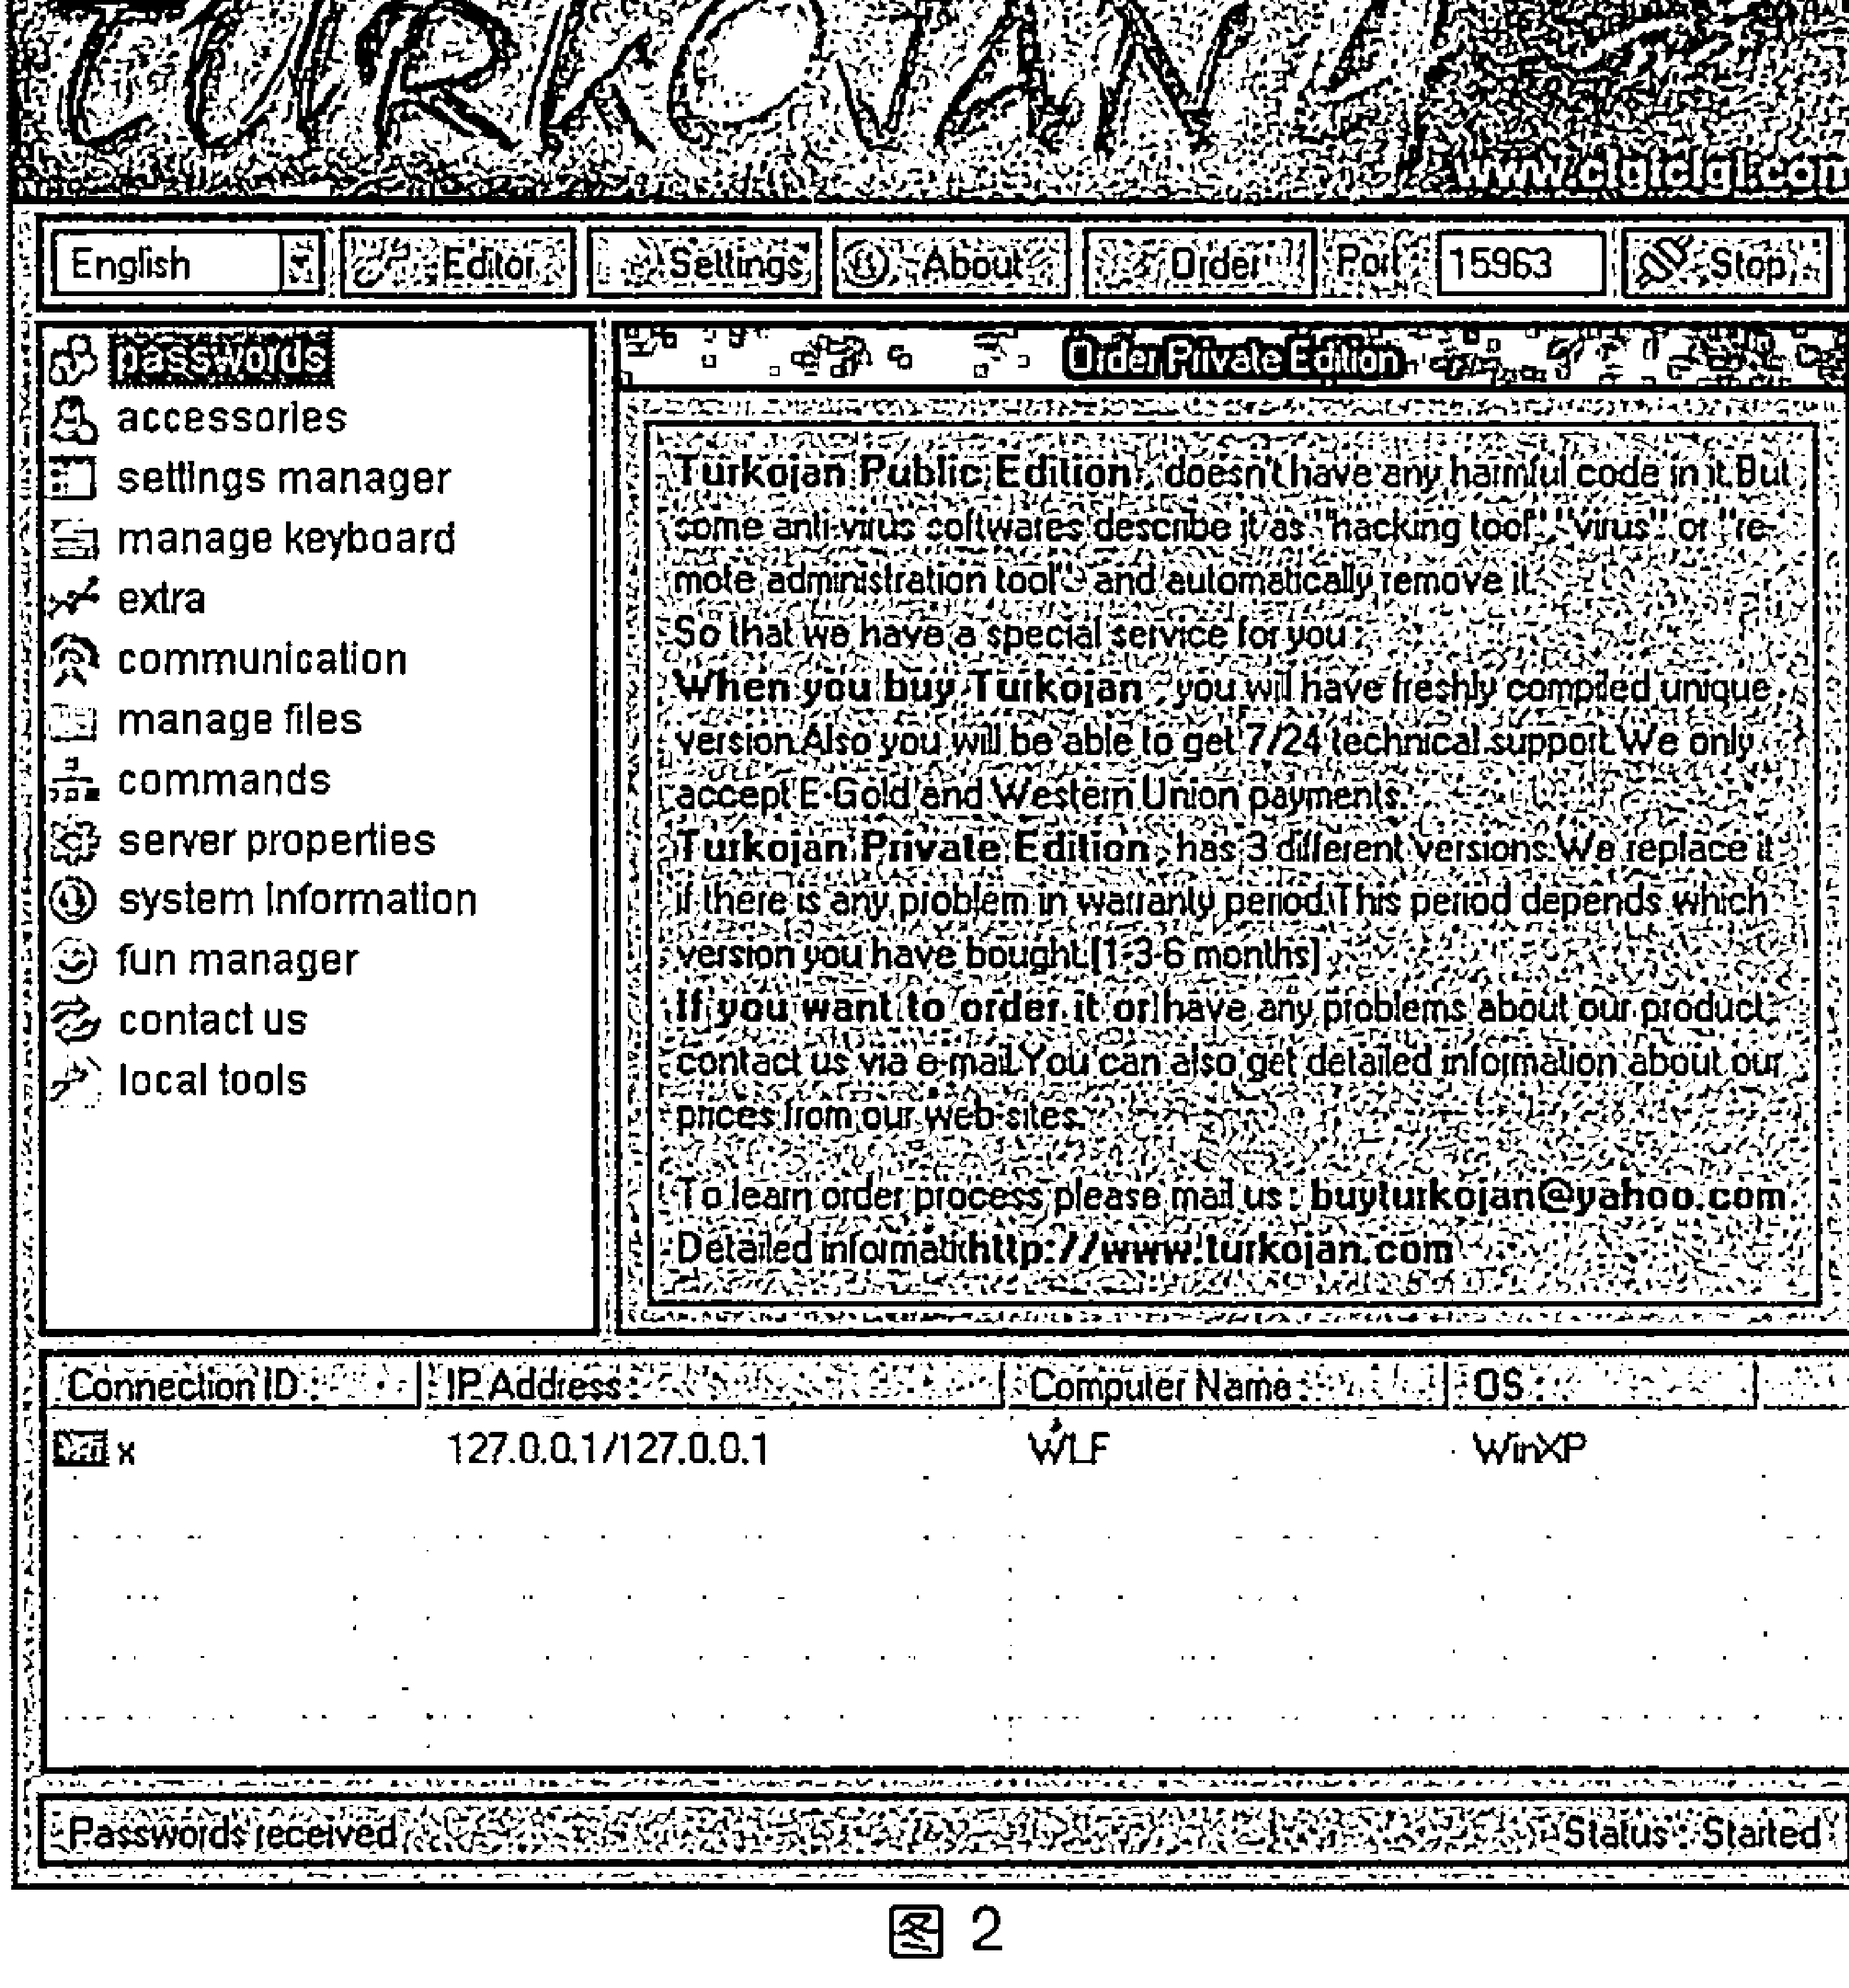 TURKOJAN 4
English Editor Settings About Order Port 15963 Stop
passwords
accessories
settings manager
manage keyboard
extra
communication
manage files
commands
server properties
system Information
fun manager
contact us
local tools
Order Private Edition
Turkojan Public Edition , doesn't have any harmful code in it.But
some anti-virus softwares describe it as "hacking tool" "virus" or "re-
mote administration tool" and automatically remove it.
So that we have a special service for you
When you buy Turkojan , you will have freshly compiled unique
version.Also you will be able to get 7/24 technical support.We only
accept E-Gold and Western Union payments.
Turkojan Private Edition , has 3 different versions.We replace it
if there is any problem in warranty period.This period depends which
version you have bought.[1-3-6 months]
If you want to order it or have any problems about our product,
contact us via e-mail.You can also get detailed information about our
prices from our web-sites.
To learn order process please mail us : buyturkojan@yahoo.com
Detailed informati http://www.turkojan.com
Connection ID IP Address Computer Name OS
x 127.0.0.1/127.0.0.1 WLF WinXP
Passwords received Status : Started
图 2